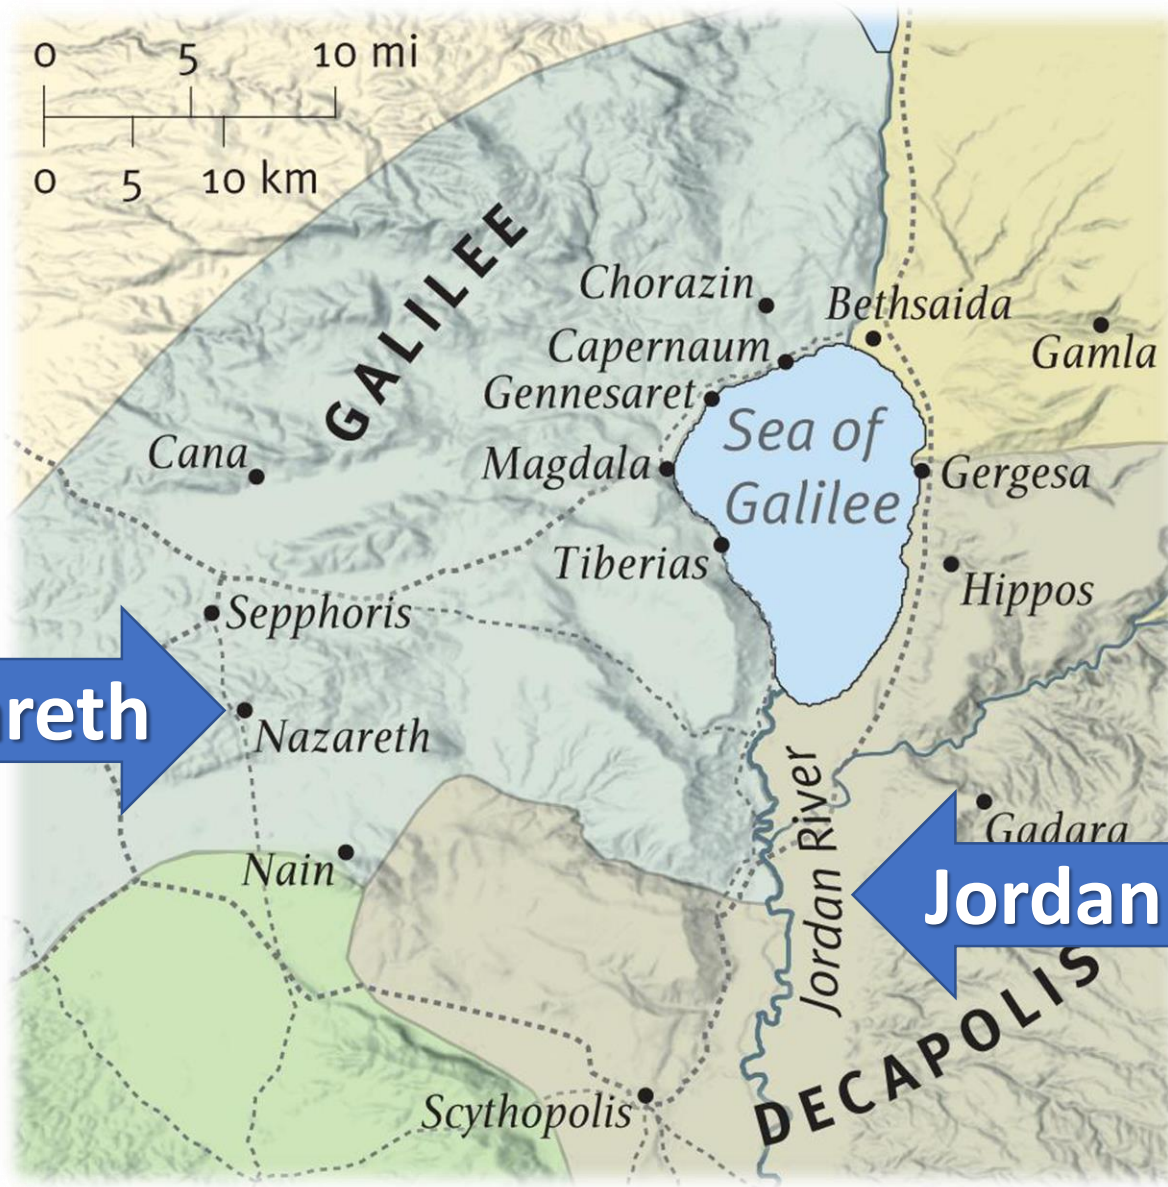 0 5 10 mi
0 5 10 km
GALILEE
Chorazin
Bethsaida
Capernaum
Gamla
Gennesaret
Sea of
Galilee
Cana
Magdala
Gergesa
Tiberias
Hippos
Sepphoris
reth
Nazareth
Jordan River
Gadara
Nain
Jordan
DECAPOLIS
Scythopolis